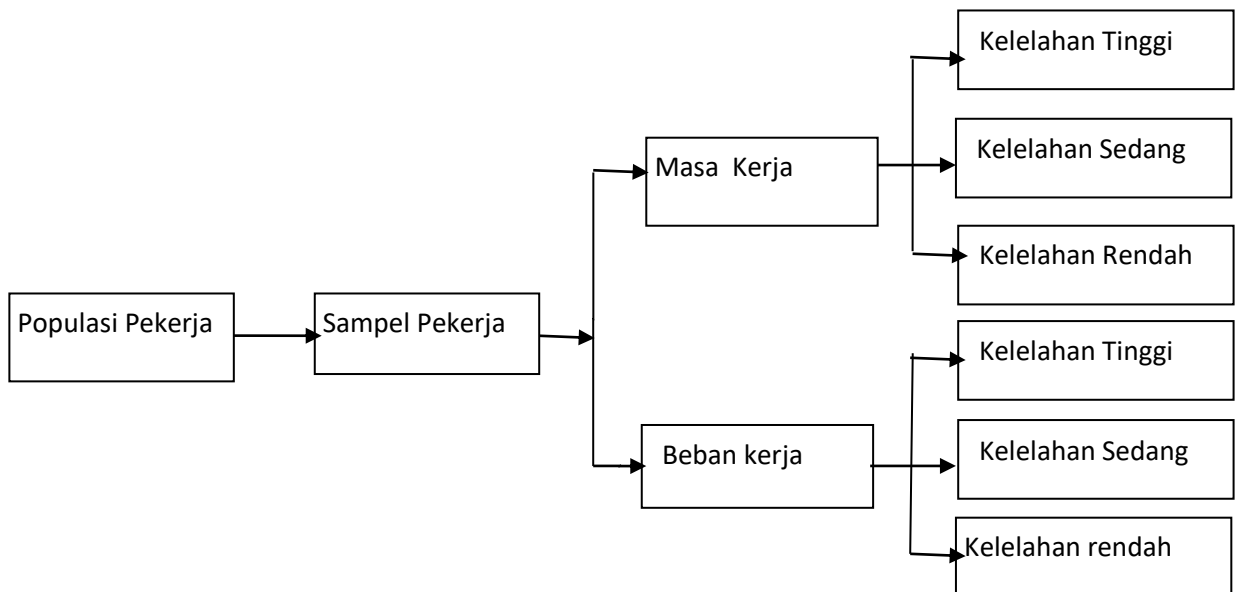 Kelelahan Tinggi
Kelelahan Sedang
Masa Kerja
Kelelahan Rendah
Populasi Pekerja
Sampel Pekerja
Kelelahan Tinggi
Beban kerja
Kelelahan Sedang
Kelelahan rendah